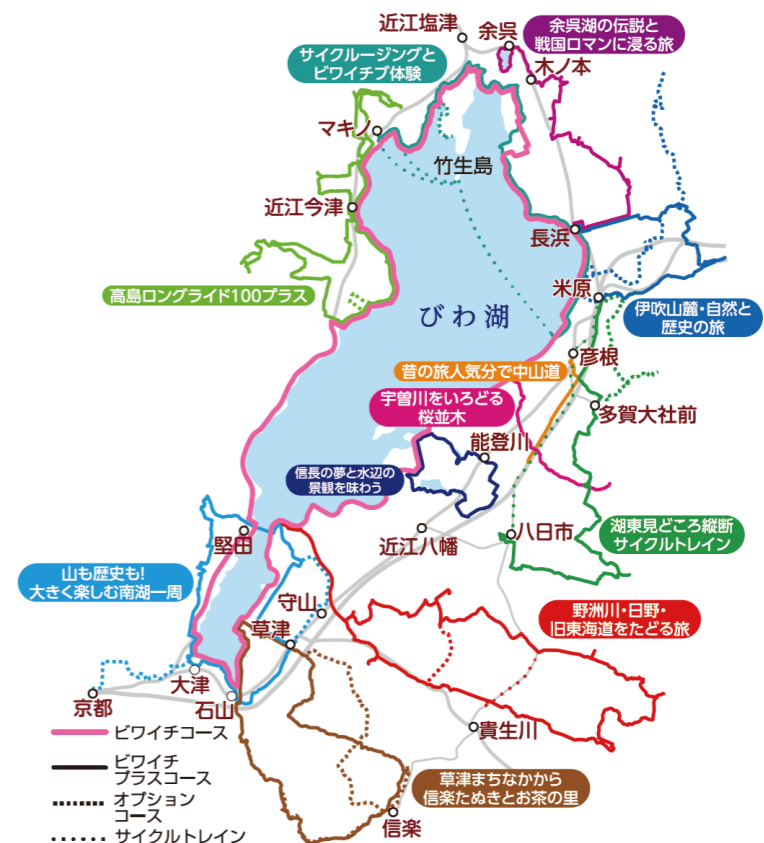 近江塩津
余呉
余呉湖の伝説と
戦国ロマンに浸る旅
サイクルージングと
ビワイチプ体験
木ノ本
マキノ
竹生島
近江今津
長浜
高島ロングライド100プラス
米原
びわ湖
伊吹山麓・自然と
歴史の旅
彦根
昔の旅人気分で中山道
宇曽川をいろどる
桜並木
多賀大社前
能登川
信長の夢と水辺の
景観を味わう
堅田
近江八幡
八日市
湖東見どころ縦断
サイクルトレイン
山も歴史も!
大きく楽しむ南湖一周
守山
草津
野洲川・日野・
旧東海道をたどる旅
大津
京都
石山
貴生川
ビワイチコース
ビワイチ
プラスコース
オプション
コース
サイクルトレイン
草津まちなかから
信楽たぬきとお茶の里
信楽